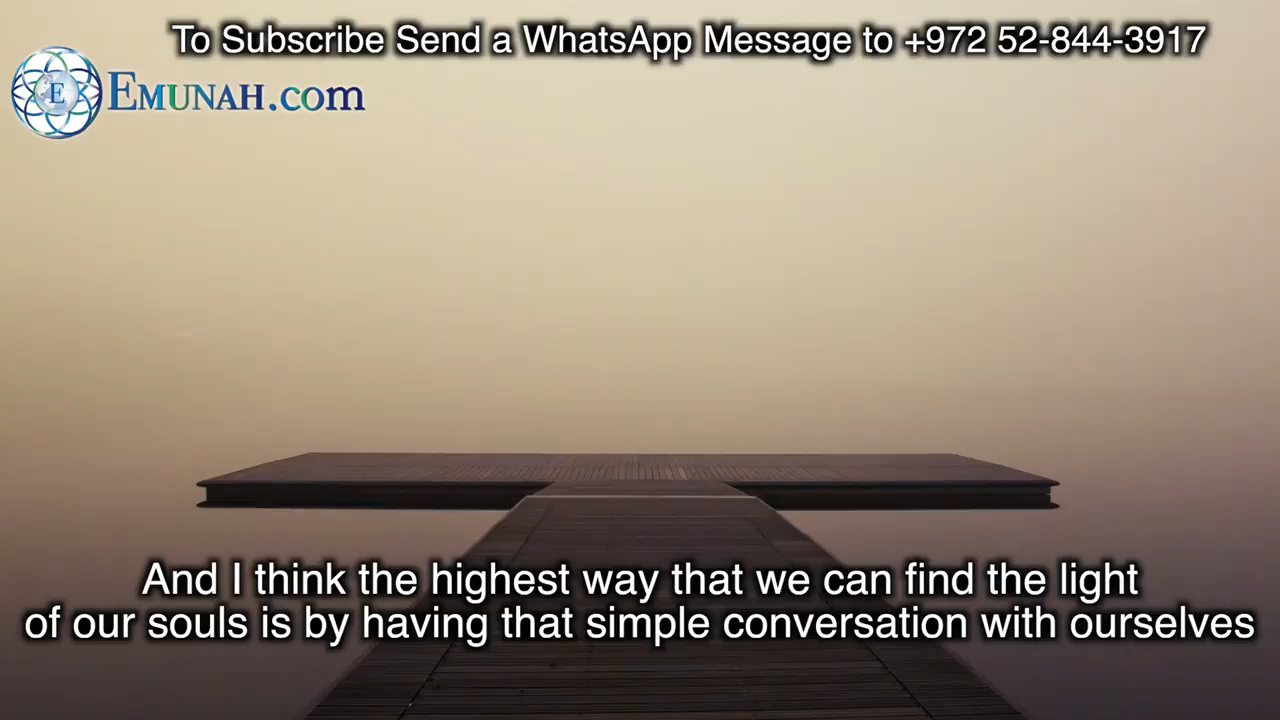 To Subscribe Send a WhatsApp Message to +972 52-844-3917
E EMUNAH.com
And I think the highest way that we can find the light
of our souls is by having that simple conversation with ourselves